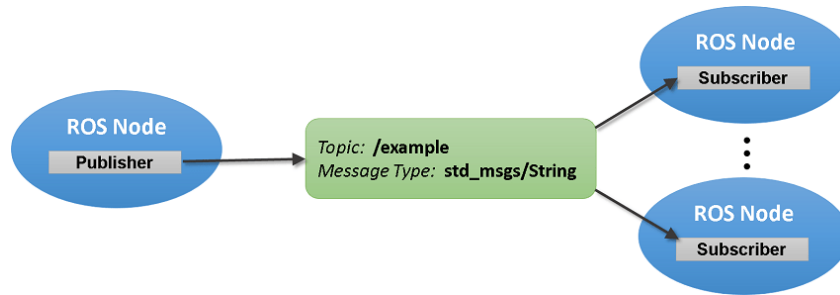 ROS Node
Publisher
Topic: /example
Message Type: std_msgs/String
ROS Node
Subscriber
ROS Node
Subscriber